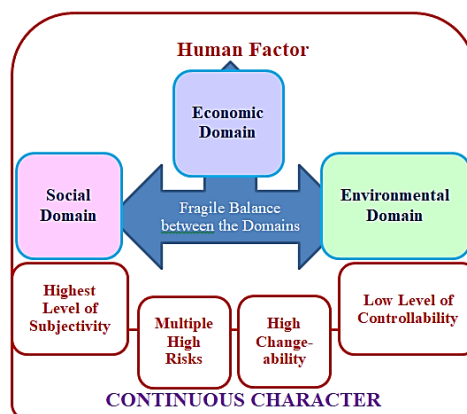 Human Factor
Economic
Domain
Social
Domain
Fragile Balance
between the Domains
Environmental
Domain
Highest
Level of
Subjectivity
Multiple
High
Risks
High
Change-
ability
Low Level of
Controllability
CONTINUOUS CHARACTER